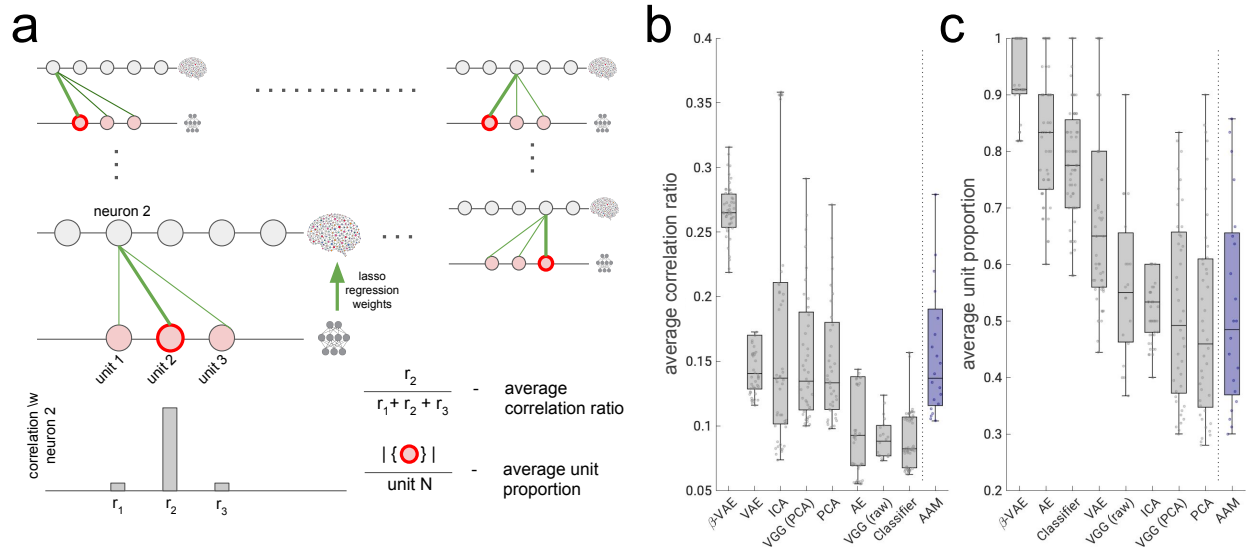 a
neuron 2
lasso
regression
weights
unit 1
unit 2
unit 3
correlation \w
neuron 2
r1
r2
r3
r2
r1 + r2 + r3
-
average
correlation ratio
| { } |
unit N
-
average unit
proportion
b
average correlation ratio
0.4
0.35
0.3
0.25
0.2
0.15
0.1
0.05
β-VAE
VAE
ICA
VGG (PCA)
PCA
AE
VGG (raw)
Classifier
AAM
c
average unit proportion
1
0.9
0.8
0.7
0.6
0.5
0.4
0.3
0.2
β-VAE
AE
Classifier
VAE
VGG (raw)
ICA
VGG (PCA)
PCA
AAM